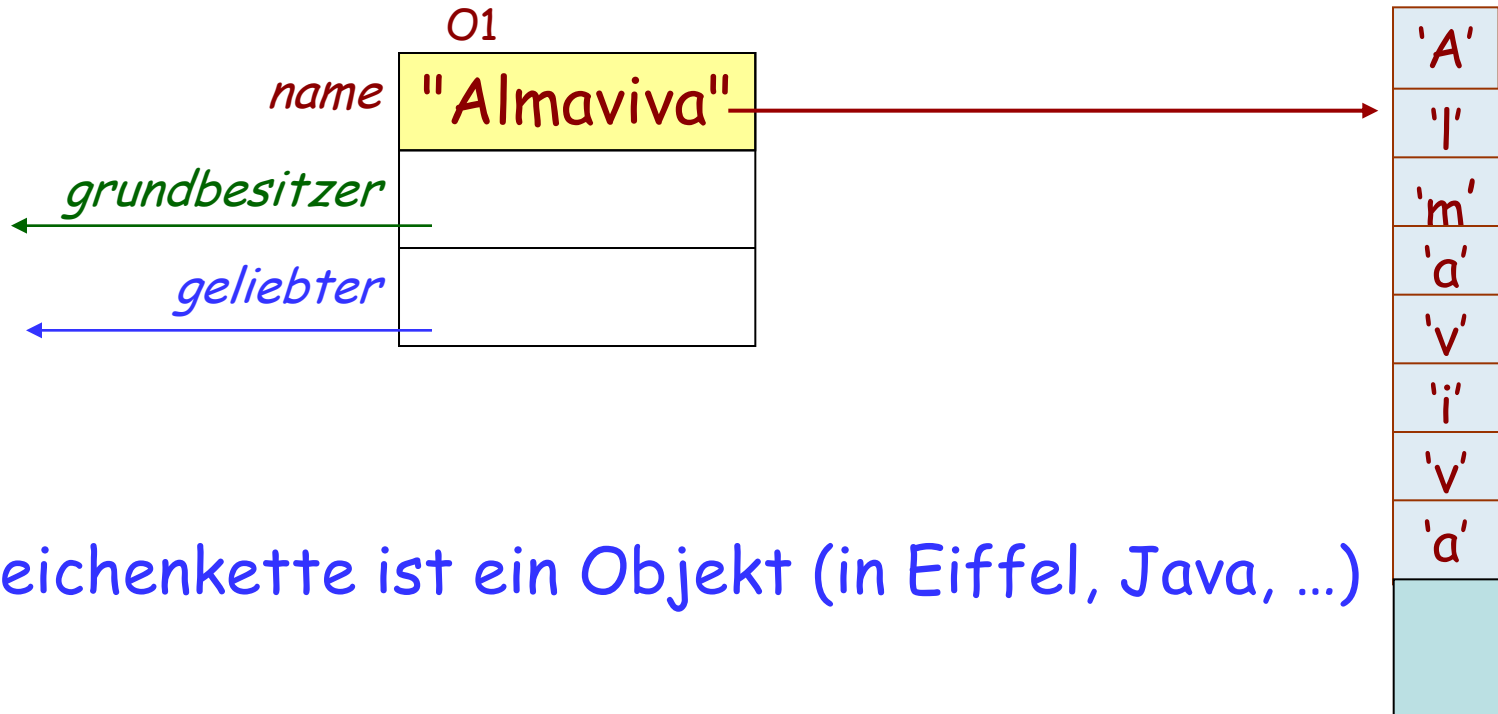 O1
name "Almaviva"
grundbesitzer
geliebter
'A'
'l'
'm'
'a'
'v'
'i'
'v'
'a'
eichenkette ist ein Objekt (in Eiffel, Java, …)